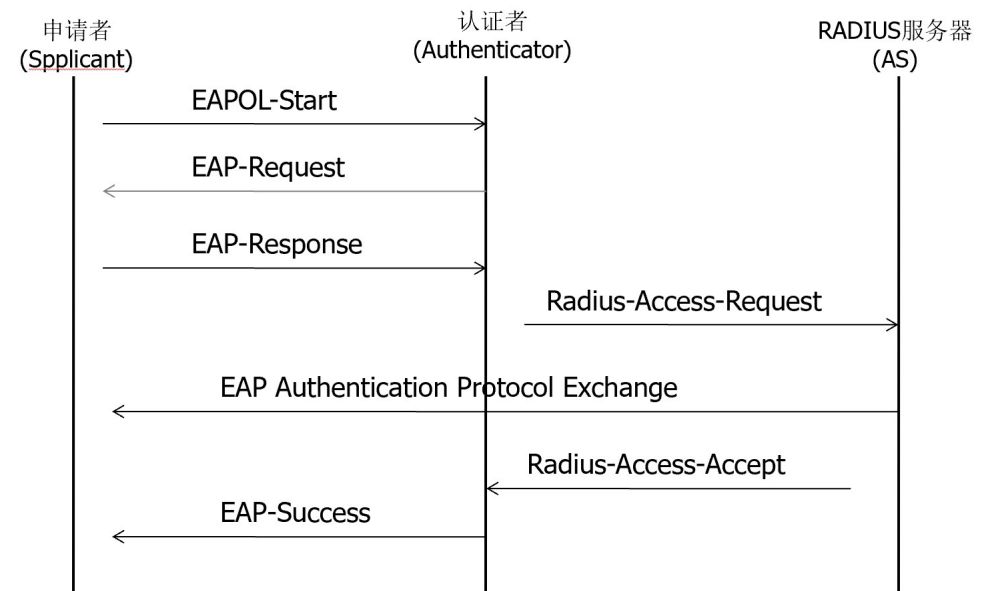 申请者
(Spplicant)
认证者
(Authenticator)
RADIUS服务器
(AS)
EAPOL-Start
EAP-Request
EAP-Response
Radius-Access-Request
EAP Authentication Protocol Exchange
Radius-Access-Accept
EAP-Success